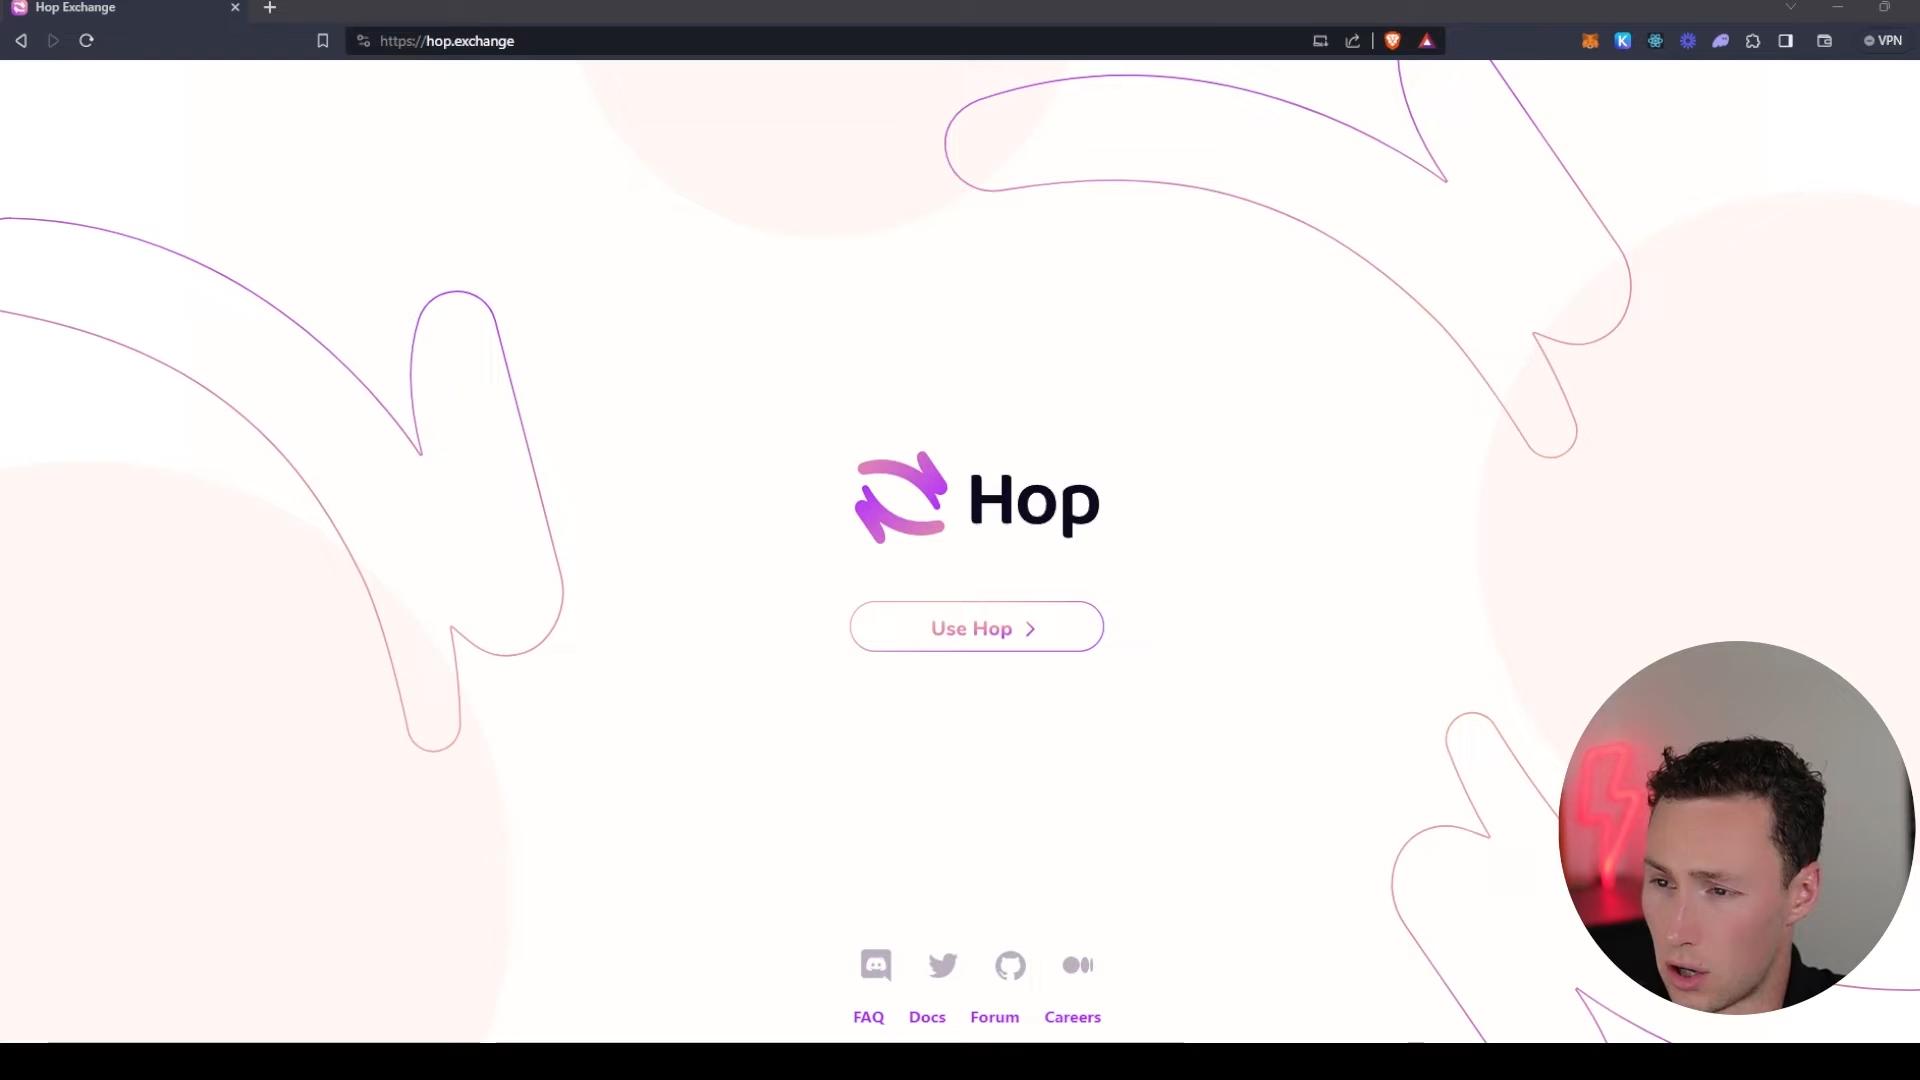 Hop Exchange
https://hop.exchange
VPN
Hop
Use Hop
FAQ Docs Forum Careers